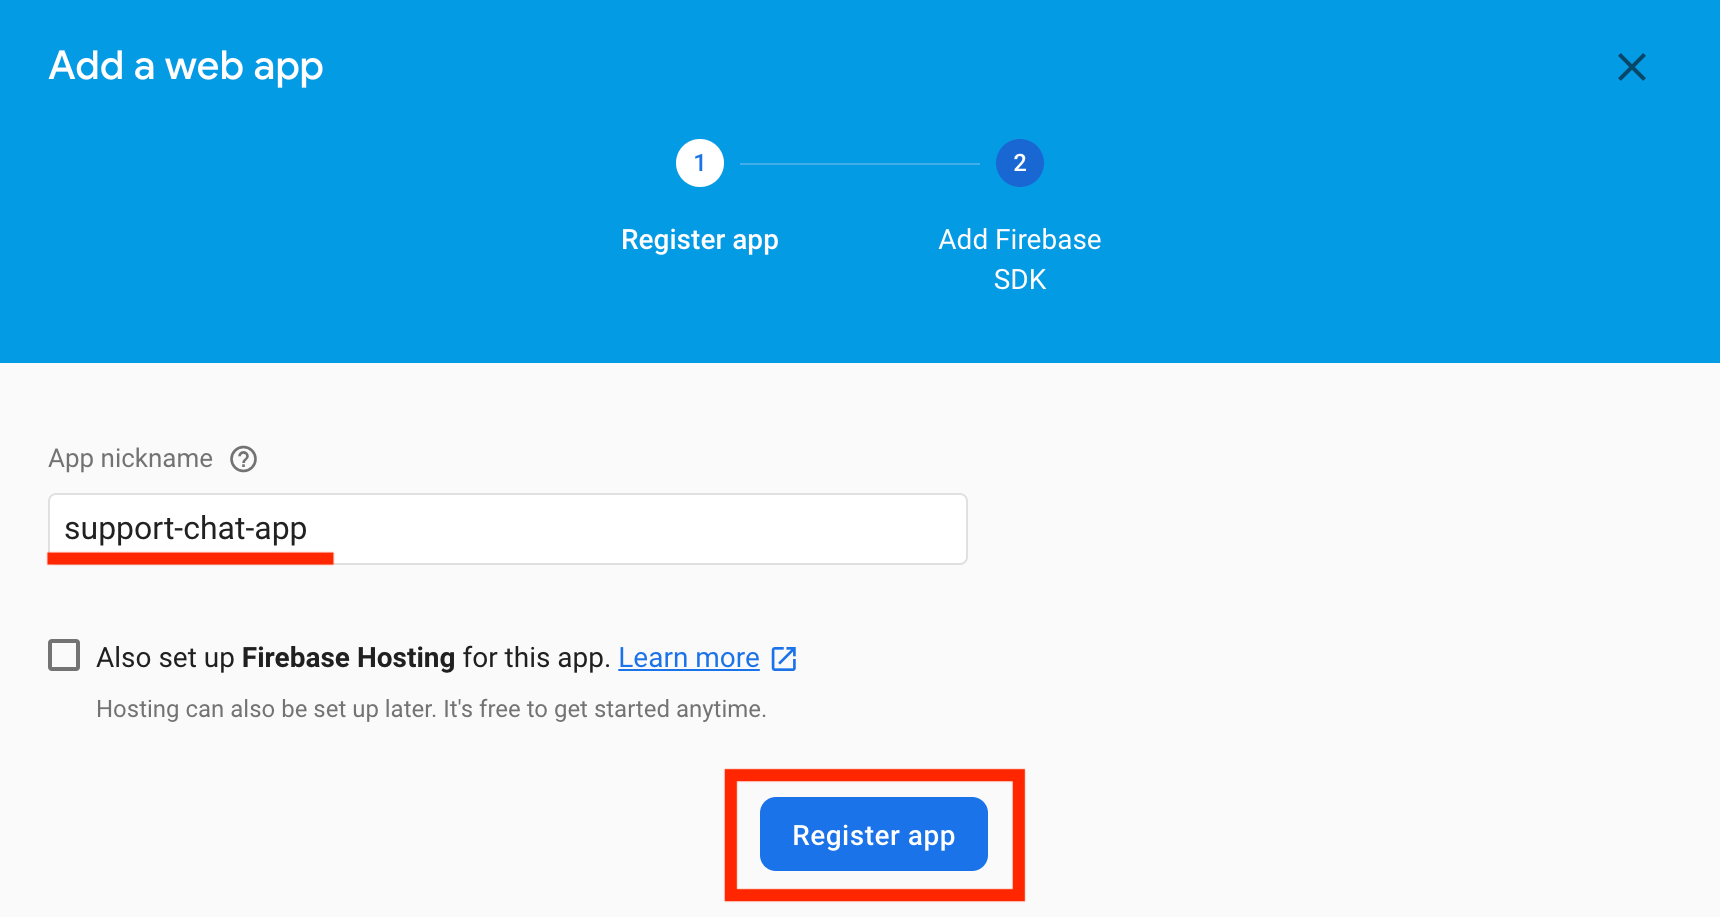 Add a web app
1
2
Register app
Add Firebase
SDK
App nickname
support-chat-app
Also set up Firebase Hosting for this app. Learn more
Hosting can also be set up later. It's free to get started anytime.
Register app